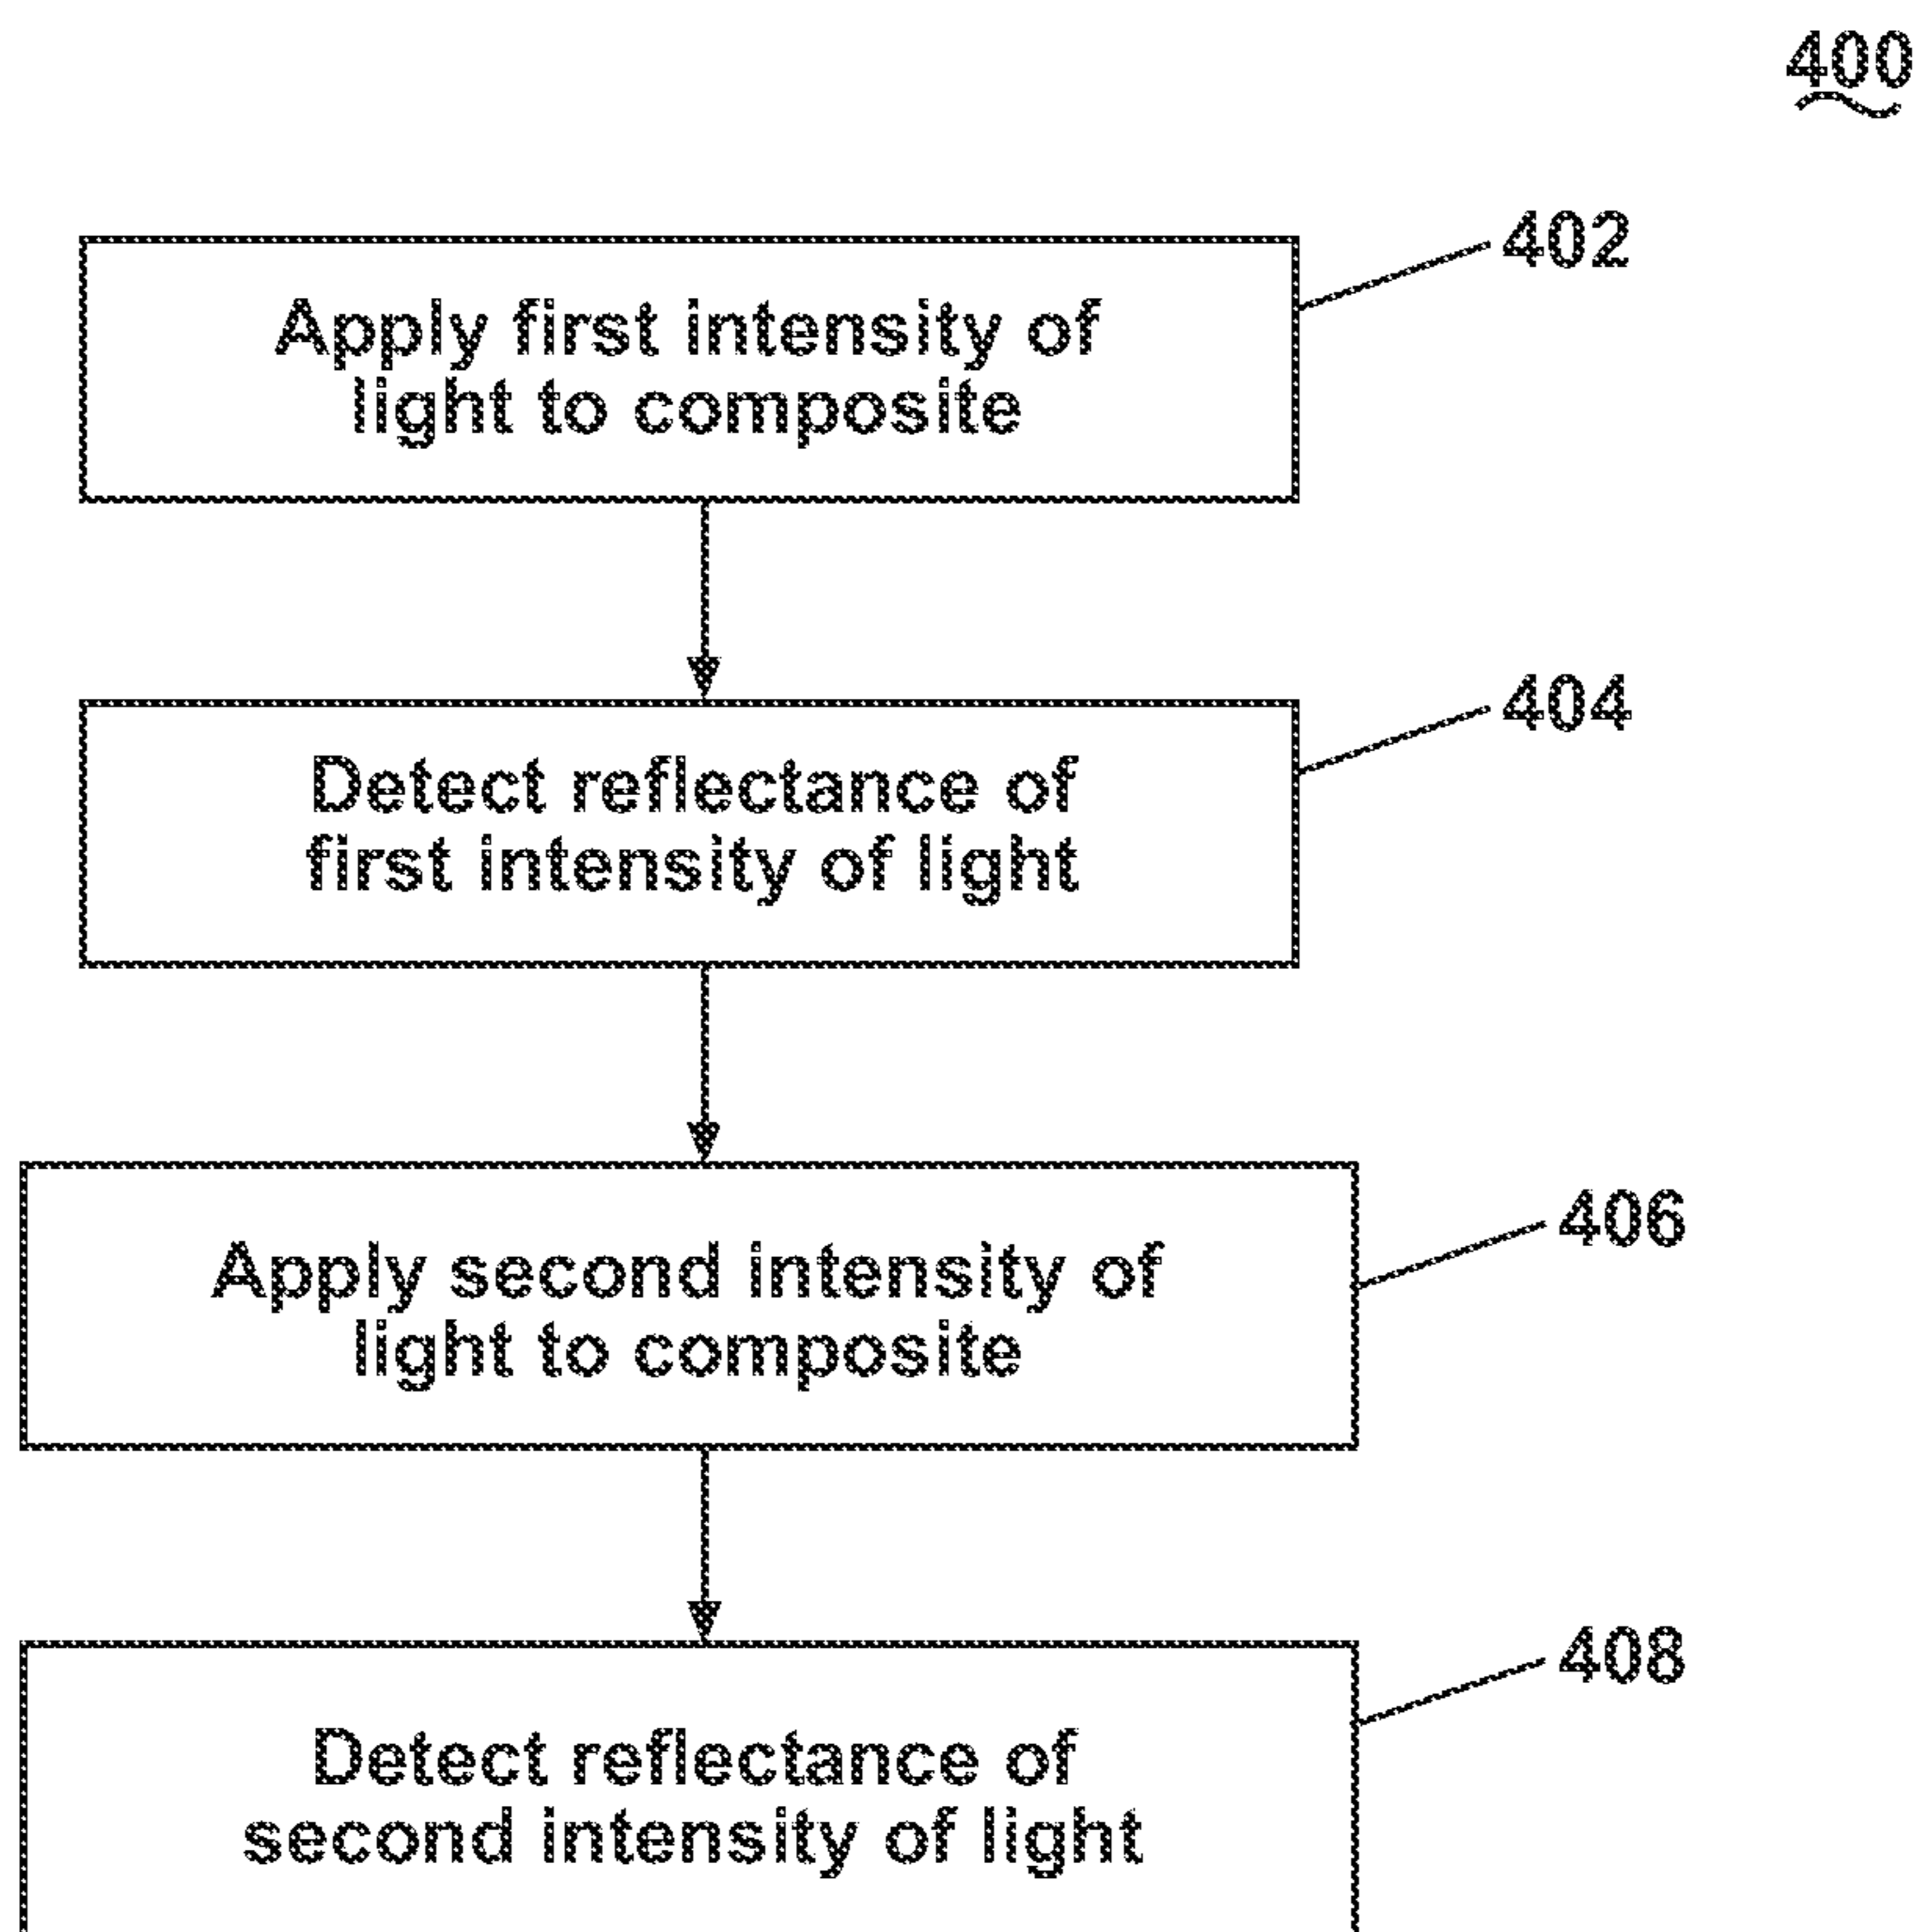 400
402
Apply first intensity of
light to composite
404
Detect reflectance of
first intensity of light
406
Apply second intensity of
light to composite
408
Detect reflectance of
second intensity of light